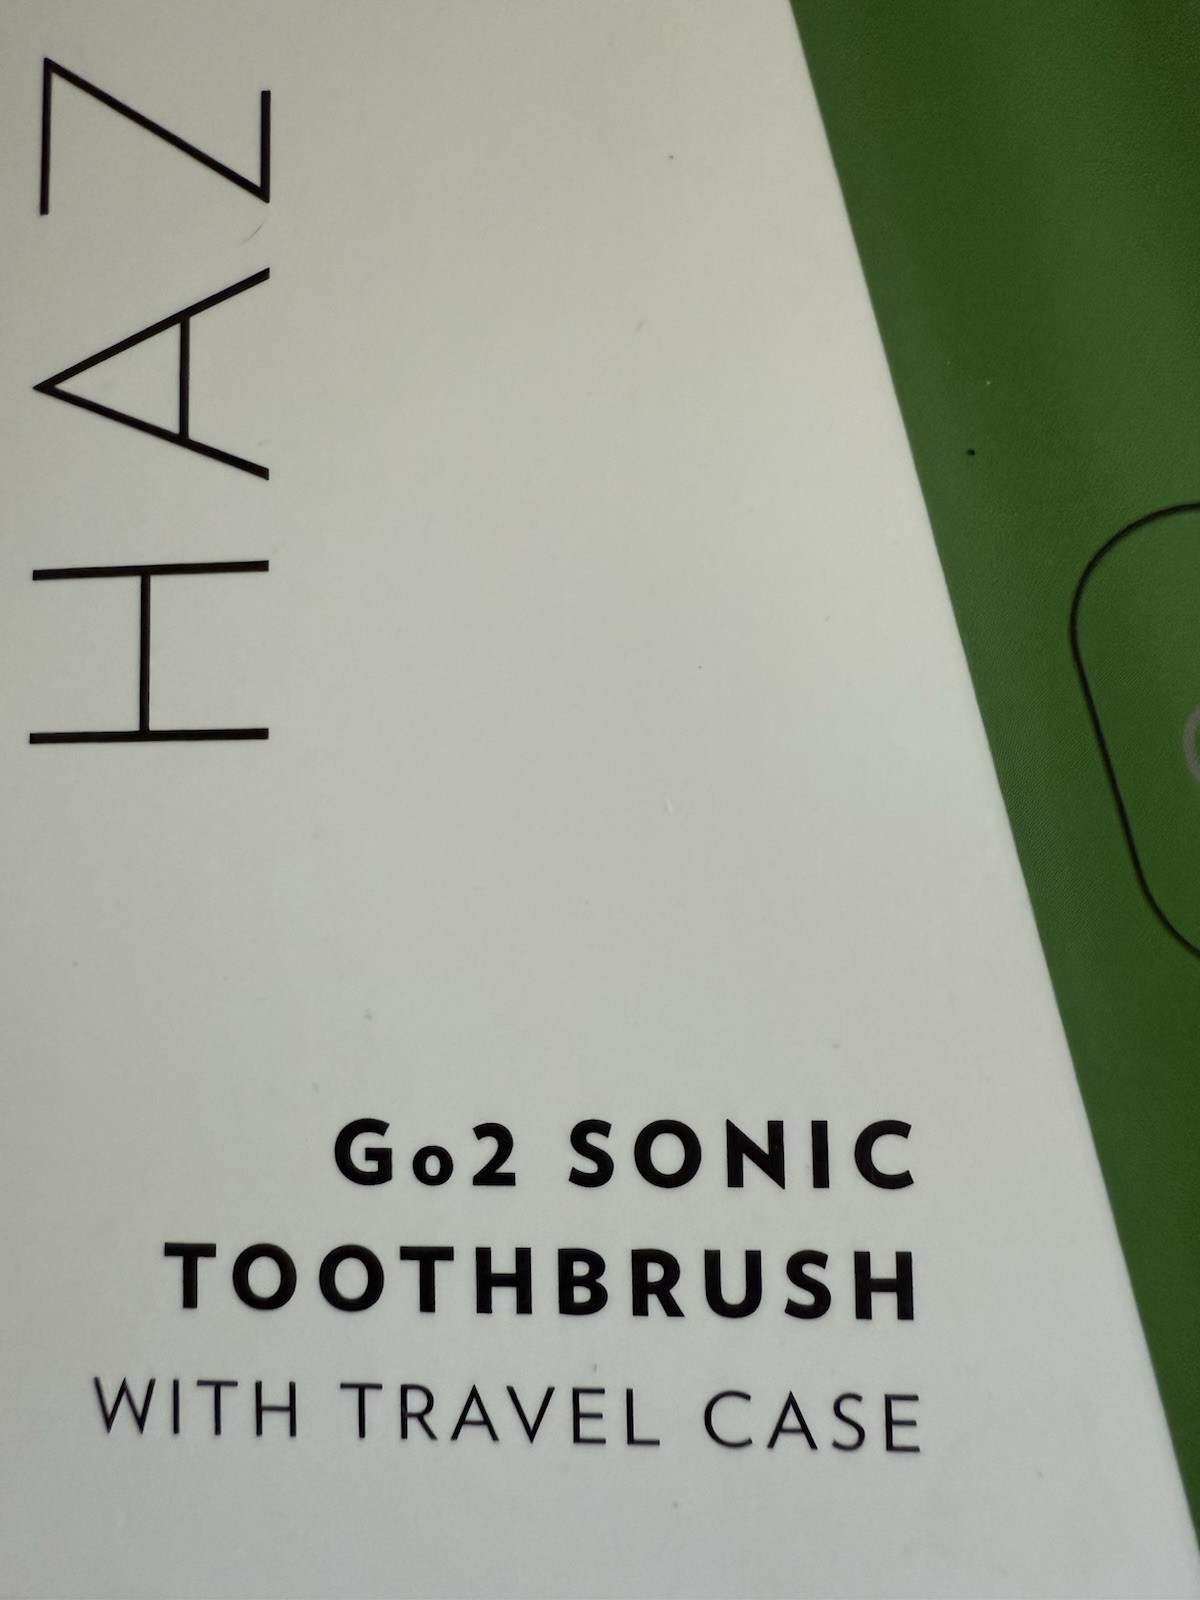 HAZ
Go2 SONIC
TOOTHBRUSH
WITH TRAVEL CASE